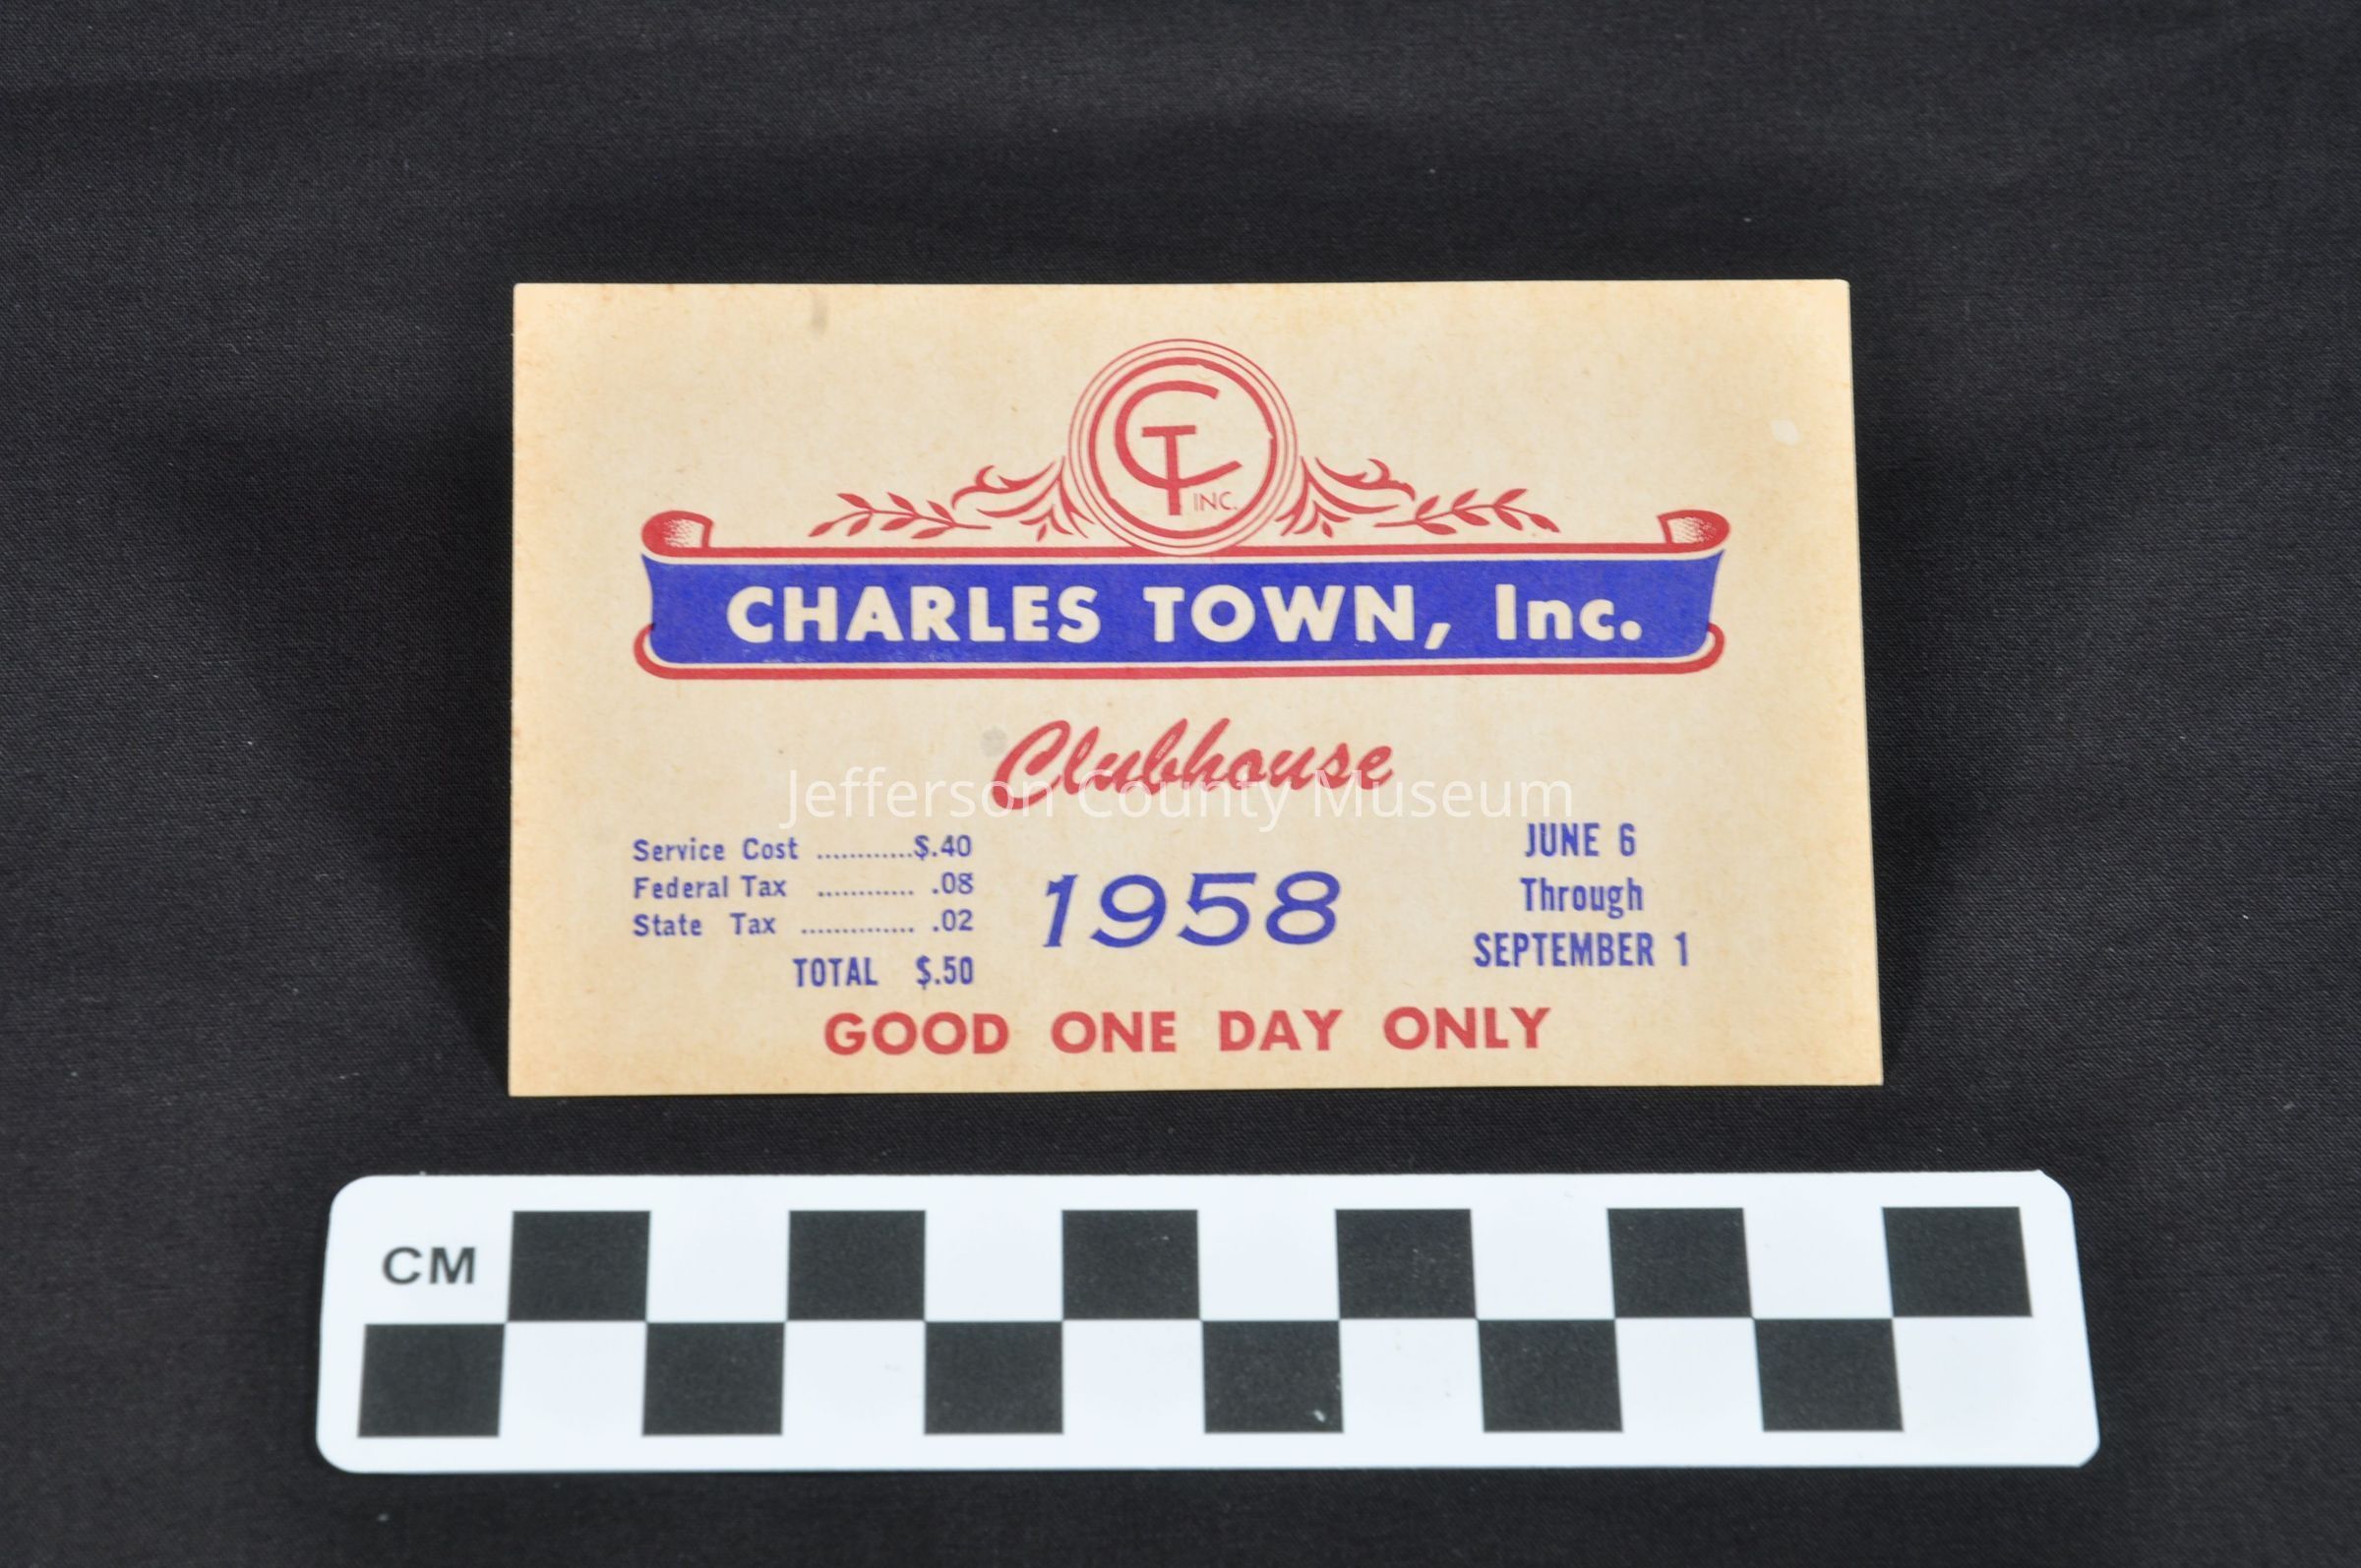 CT
INC.
CHARLES TOWN, Inc.
Clubhouse
Jefferson County Museum
Service Cost ............$.40
Federal Tax ............ .08
State Tax .............. .02
TOTAL $.50
1958
JUNE 6
Through
SEPTEMBER 1
GOOD ONE DAY ONLY
CM